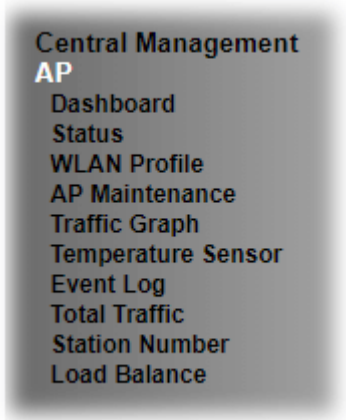 Central Management
AP
Dashboard
Status
WLAN Profile
AP Maintenance
Traffic Graph
Temperature Sensor
Event Log
Total Traffic
Station Number
Load Balance